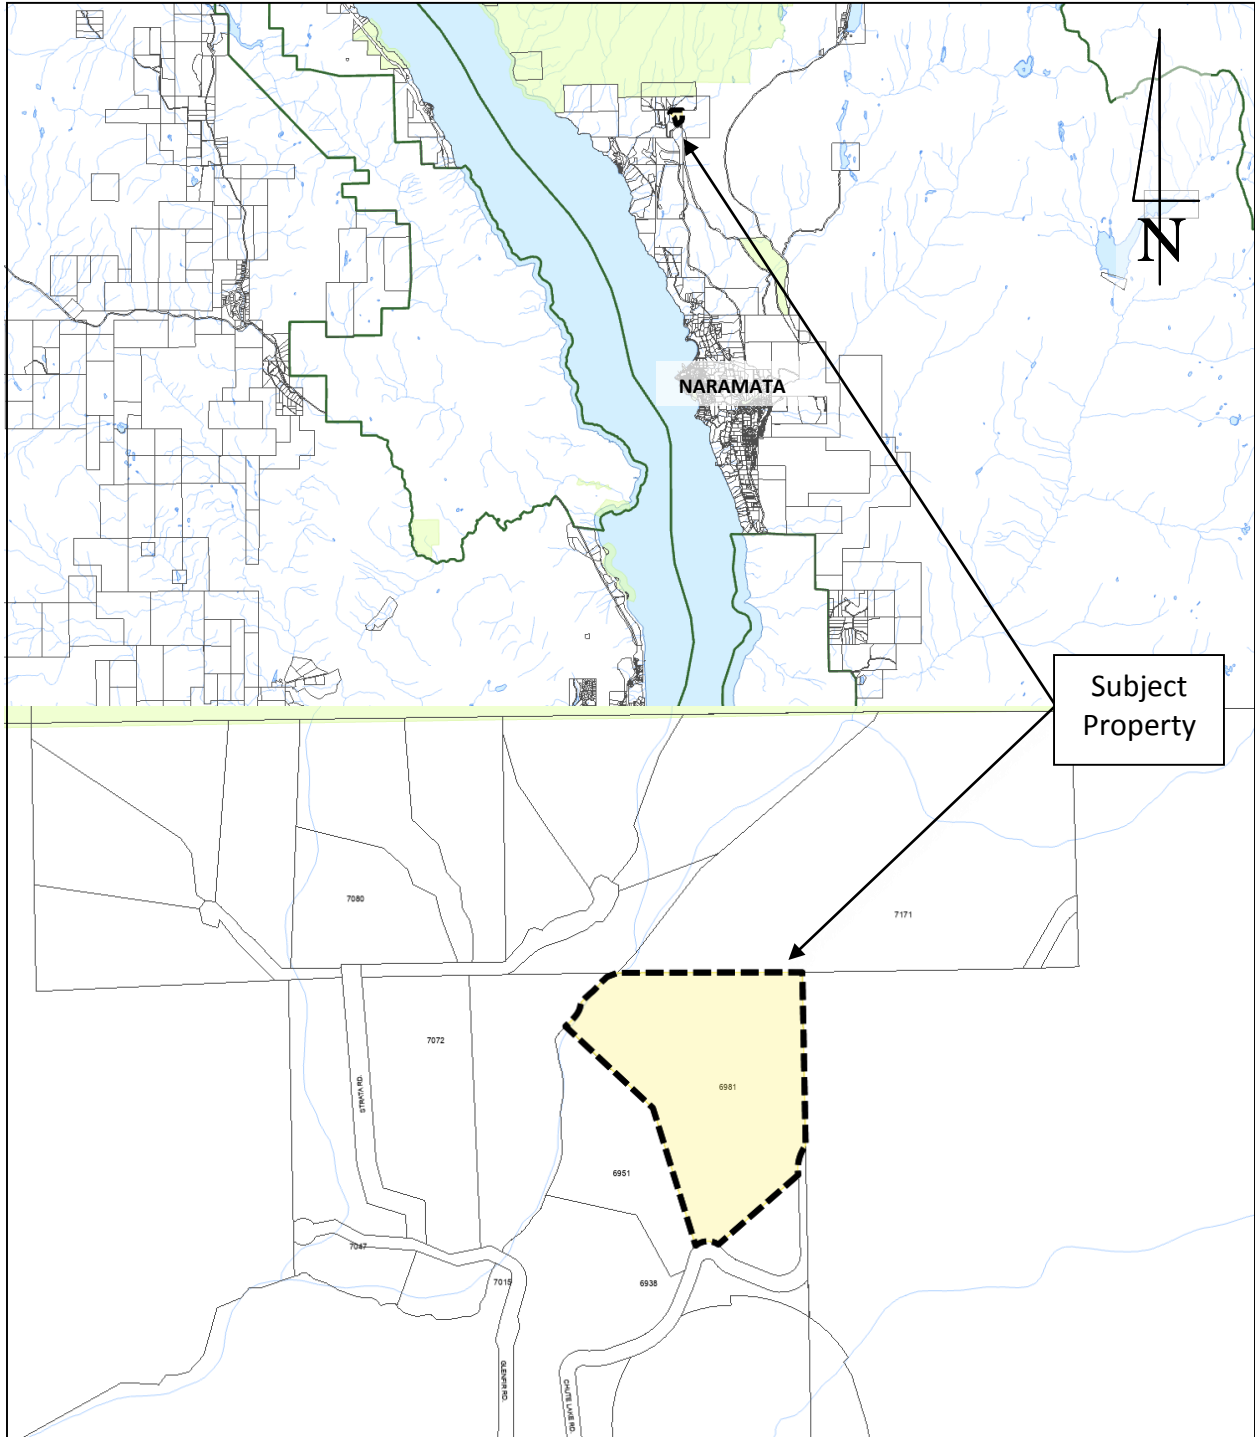 N
NARAMATA
Subject
Property
7080
7171
7072
STRATA RD.
6981
6951
7047
7015
6938
GLENFIR RD.
CHUTE LAKE RD.